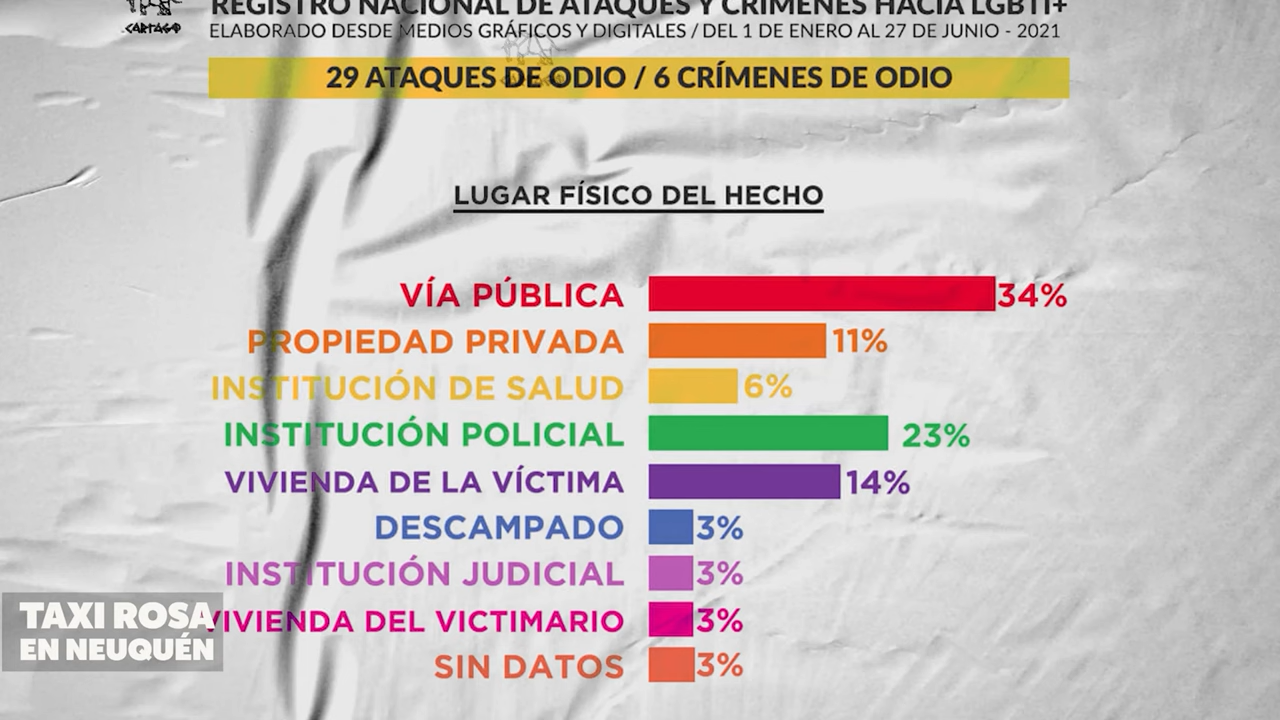 REGISTRO NACIONAL DE ATAQUES Y CRÍMENES HACIA LGBTI+
CARTAGO
ELABORADO DESDE MEDIOS GRÁFICOS Y DIGITALES / DEL 1 DE ENERO AL 27 DE JUNIO - 2021
29 ATAQUES DE ODIO / 6 CRÍMENES DE ODIO
LUGAR FÍSICO DEL HECHO
VÍA PÚBLICA 34%
PROPIEDAD PRIVADA 11%
INSTITUCIÓN DE SALUD 6%
INSTITUCIÓN POLICIAL 23%
VIVIENDA DE LA VÍCTIMA 14%
DESCAMPADO 3%
INSTITUCIÓN JUDICIAL 3%
VIVIENDA DEL VICTIMARIO 3%
SIN DATOS 3%
TAXI ROSA
EN NEUQUÉN